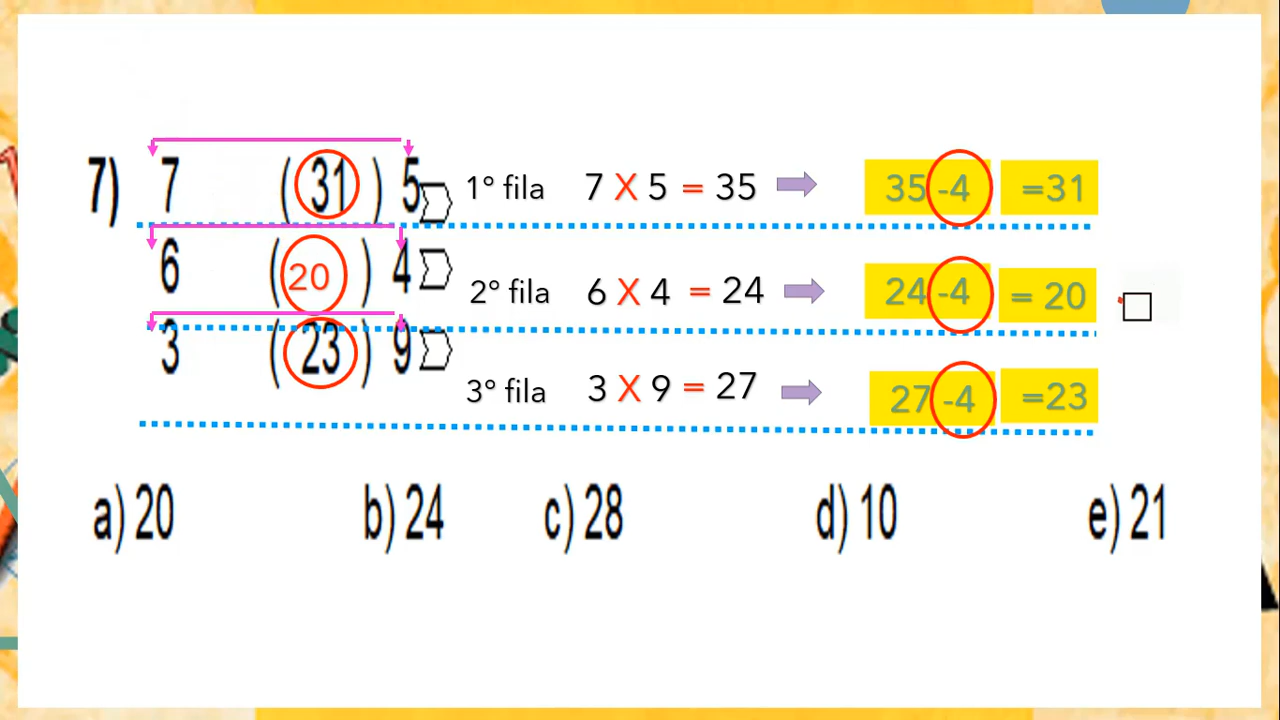 7) 7 ( 31 ) 5 1° fila 7 X 5 = 35 35 -4 =31
6 ( 20 ) 4 2° fila 6 X 4 = 24 24 -4 = 20
3 ( 23 ) 9 3° fila 3 X 9 = 27 27 -4 =23
a) 20 b) 24 c) 28 d) 10 e) 21